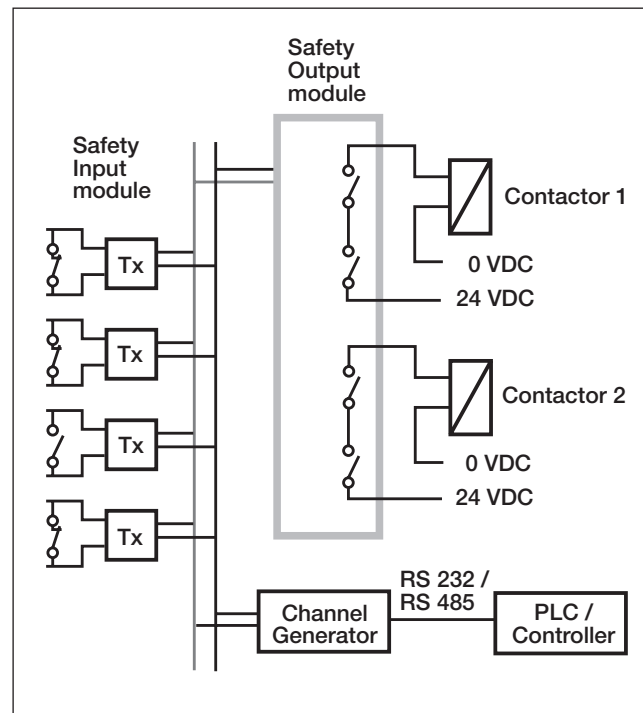 Safety
Output
module
Safety
Input
module
Contactor 1
Tx
0 VDC
24 VDC
Tx
Contactor 2
Tx
0 VDC
24 VDC
Tx
RS 232 /
RS 485
Channel
Generator
PLC /
Controller